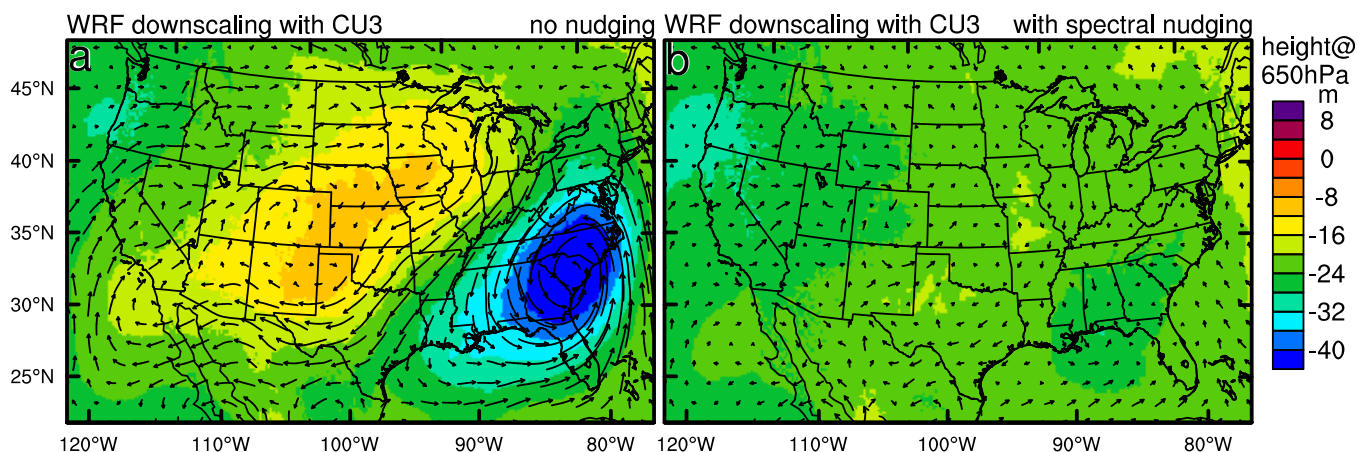 WRF downscaling with CU3 no nudging
WRF downscaling with CU3 with spectral nudging
a
b
height@
650hPa
m
8
0
-8
-16
-24
-32
-40
45°N
40°N
35°N
30°N
25°N
120°W 110°W 100°W 90°W 80°W
120°W 110°W 100°W 90°W 80°W